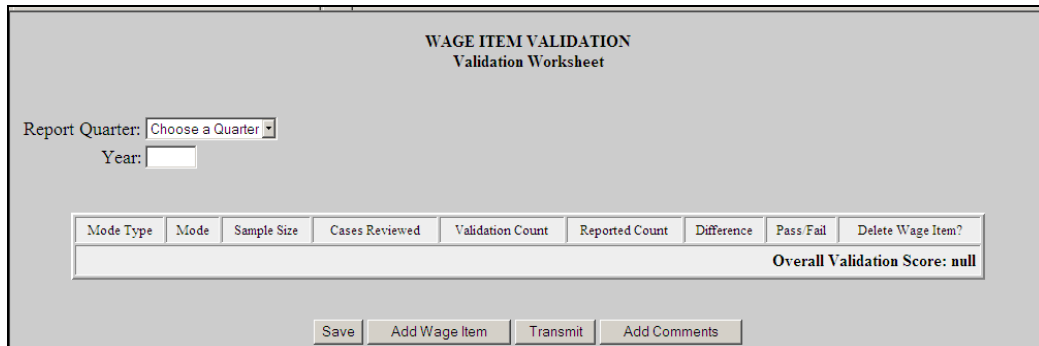 WAGE ITEM VALIDATION
Validation Worksheet
Report Quarter: Choose a Quarter
Year:
Mode Type Mode Sample Size Cases Reviewed Validation Count Reported Count Difference Pass/Fail Delete Wage Item?
Overall Validation Score: null
Save Add Wage Item Transmit Add Comments